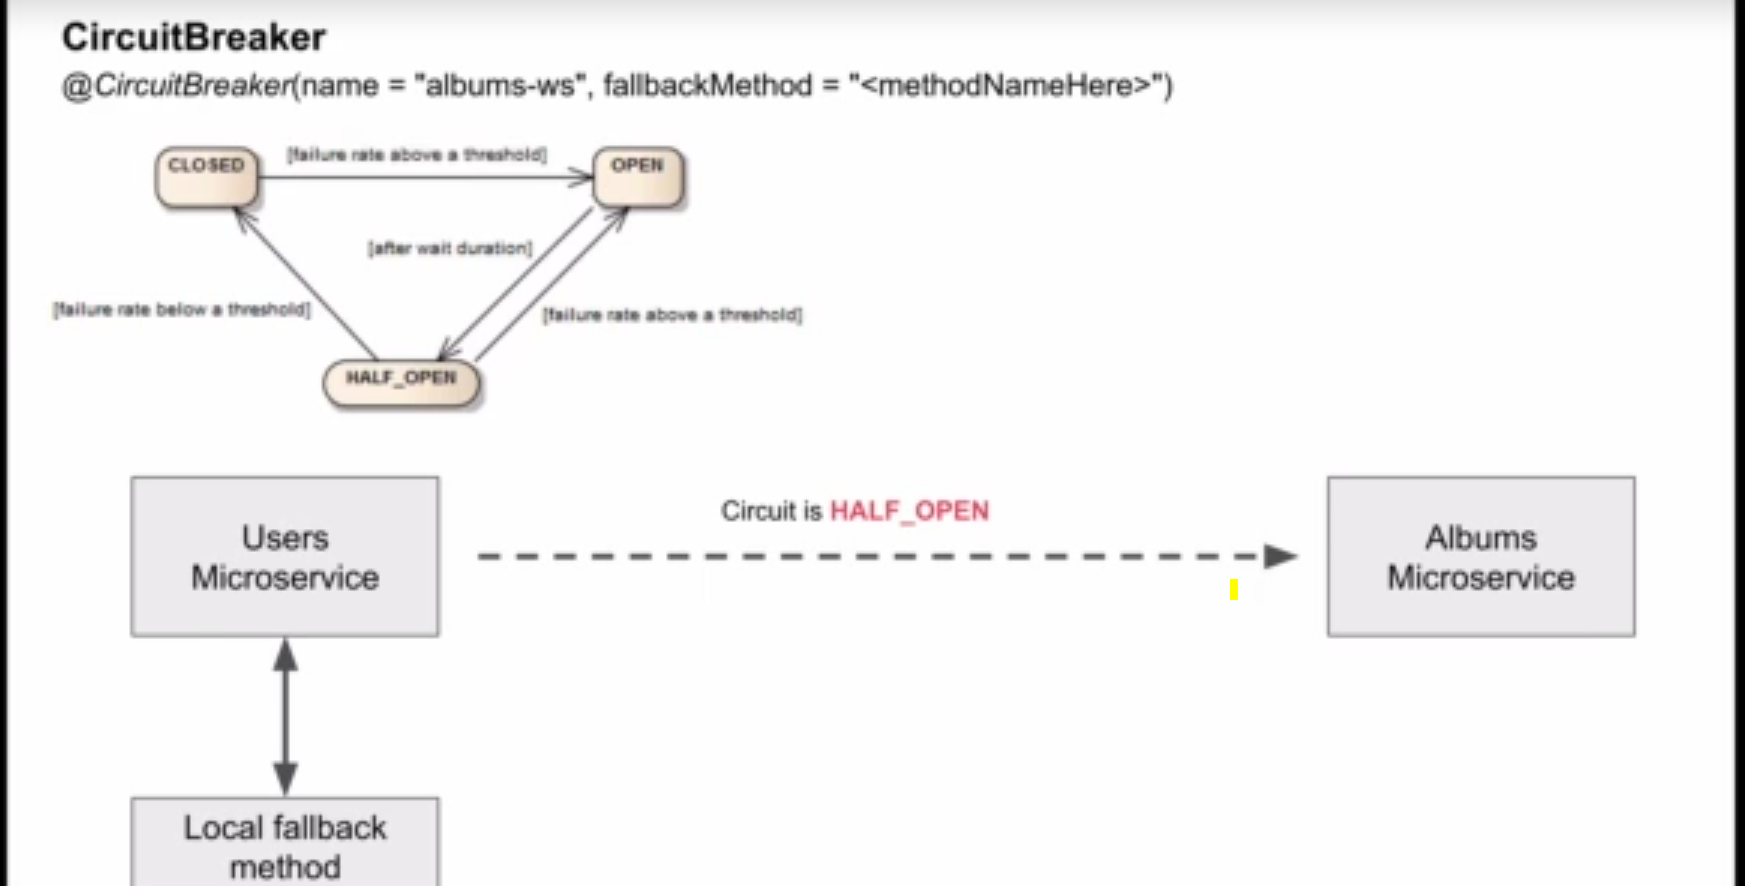 CircuitBreaker
@CircuitBreaker(name = "albums-ws", fallbackMethod = "<methodNameHere>")
[failure rate above a threshold]
CLOSED
OPEN
[after wait duration]
[failure rate below a threshold]
[failure rate above a threshold]
HALF_OPEN
Circuit is HALF_OPEN
Users
Microservice
Albums
Microservice
Local fallback
method